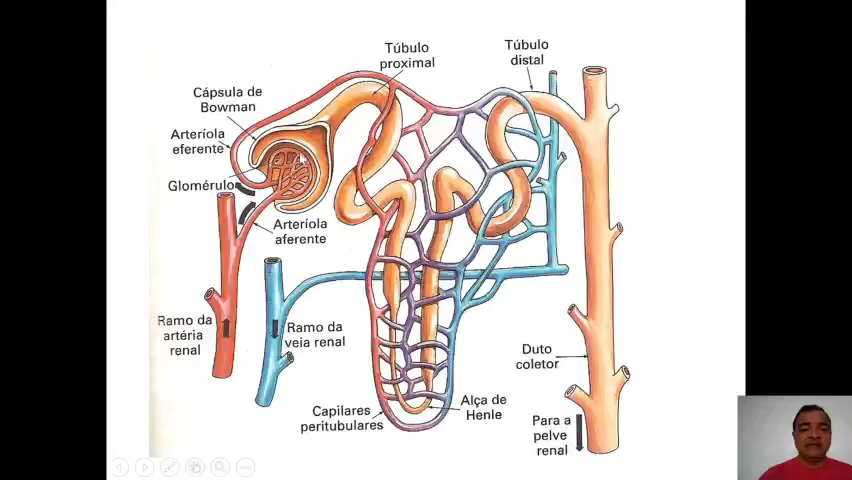 Túbulo
proximal
Túbulo
distal
Cápsula de
Bowman
Arteríola
eferente
Glomérulo
Arteríola
aferente
Ramo da
artéria
renal
Ramo da
veia renal
Duto
coletor
Capilares
peritubulares
Alça de
Henle
Para a
pelve
renal